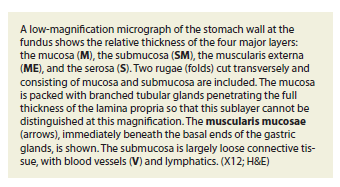 A low-magnification micrograph of the stomach wall at the
fundus shows the relative thickness of the four major layers:
the mucosa (M), the submucosa (SM), the muscularis externa
(ME), and the serosa (S). Two rugae (folds) cut transversely and
consisting of mucosa and submucosa are included. The mucosa
is packed with branched tubular glands penetrating the full
thickness of the lamina propria so that this sublayer cannot be
distinguished at this magnification. The muscularis mucosae
(arrows), immediately beneath the basal ends of the gastric
glands, is shown. The submucosa is largely loose connective tis-
sue, with blood vessels (V) and lymphatics. (X12; H&E)